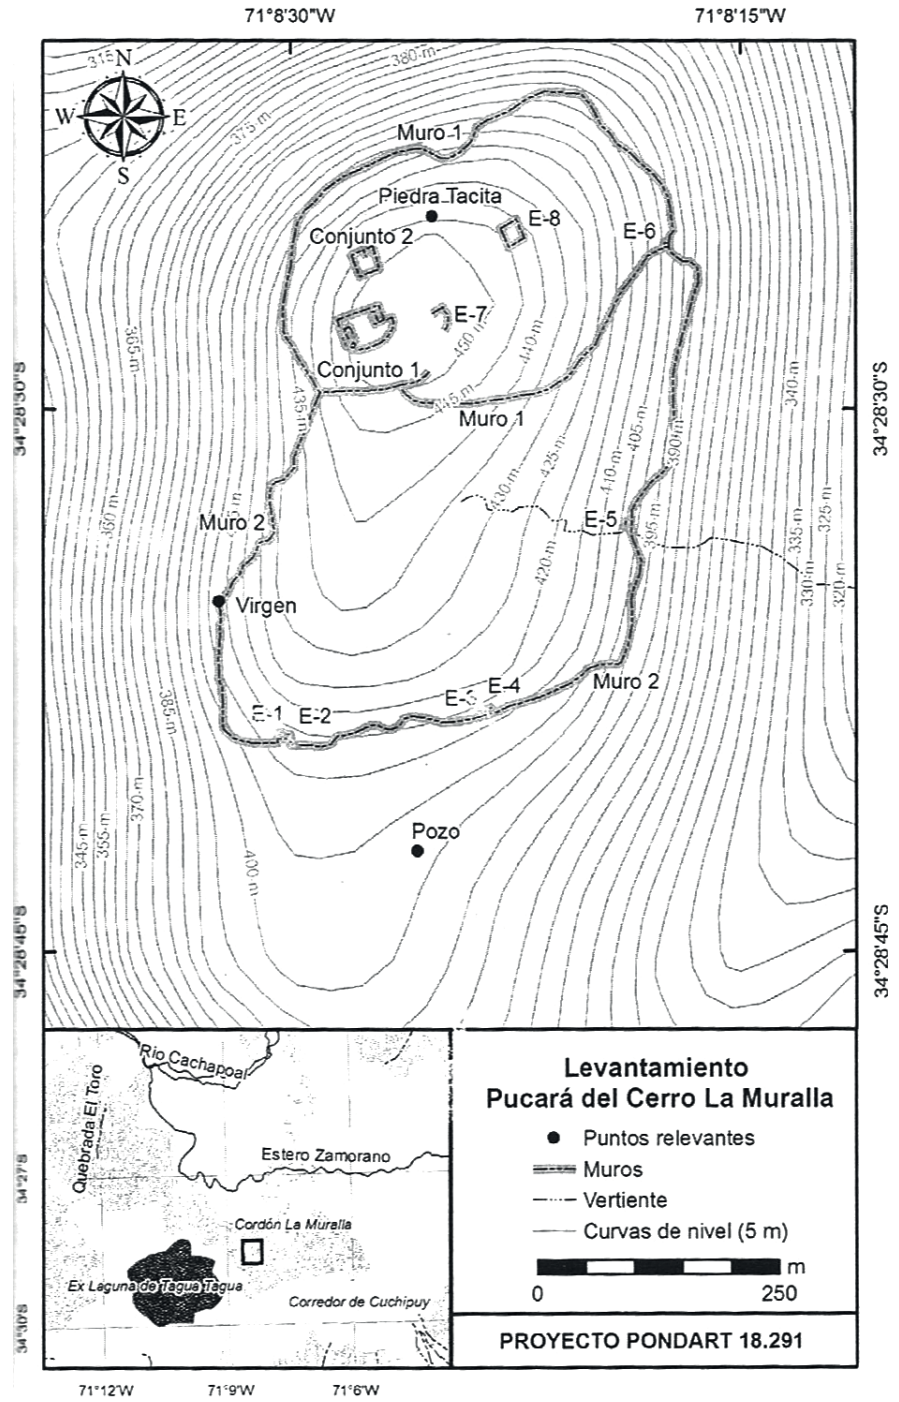 71°8'30"W
71°8'15"W
315
380 m
N
W
E
S
375 m
Muro 1
Piedra Tacita
E-8
E-6
Conjunto 2
E-7
365 m
450
440 m
340 m
Conjunto 1
34°28'30"S
34°28'30"S
435 m
445 m
Muro 1
405 m
390 m
425 m
410 m
430 m
360 m
Muro 2
E-5
395 m
335 m
325 m
420 m
330 m
320 m
Virgen
Muro 2
385 m
E-1
E-2
E-3
E-4
370 m
345 m
355 m
Pozo
400 m
34°28'45"S
34°28'45"S
Río Cachapoal
Quebrada El Toro
Estero Zamorano
34°27'S
Cordón La Muralla
Ex Laguna de Tagua Tagua
Corredor de Cuchipuy
34°30'S
71°12'W
71°9'W
71°6'W
Levantamiento
Pucará del Cerro La Muralla
Puntos relevantes
Muros
Vertiente
Curvas de nivel (5 m)
m
0
250
PROYECTO PONDART 18.291